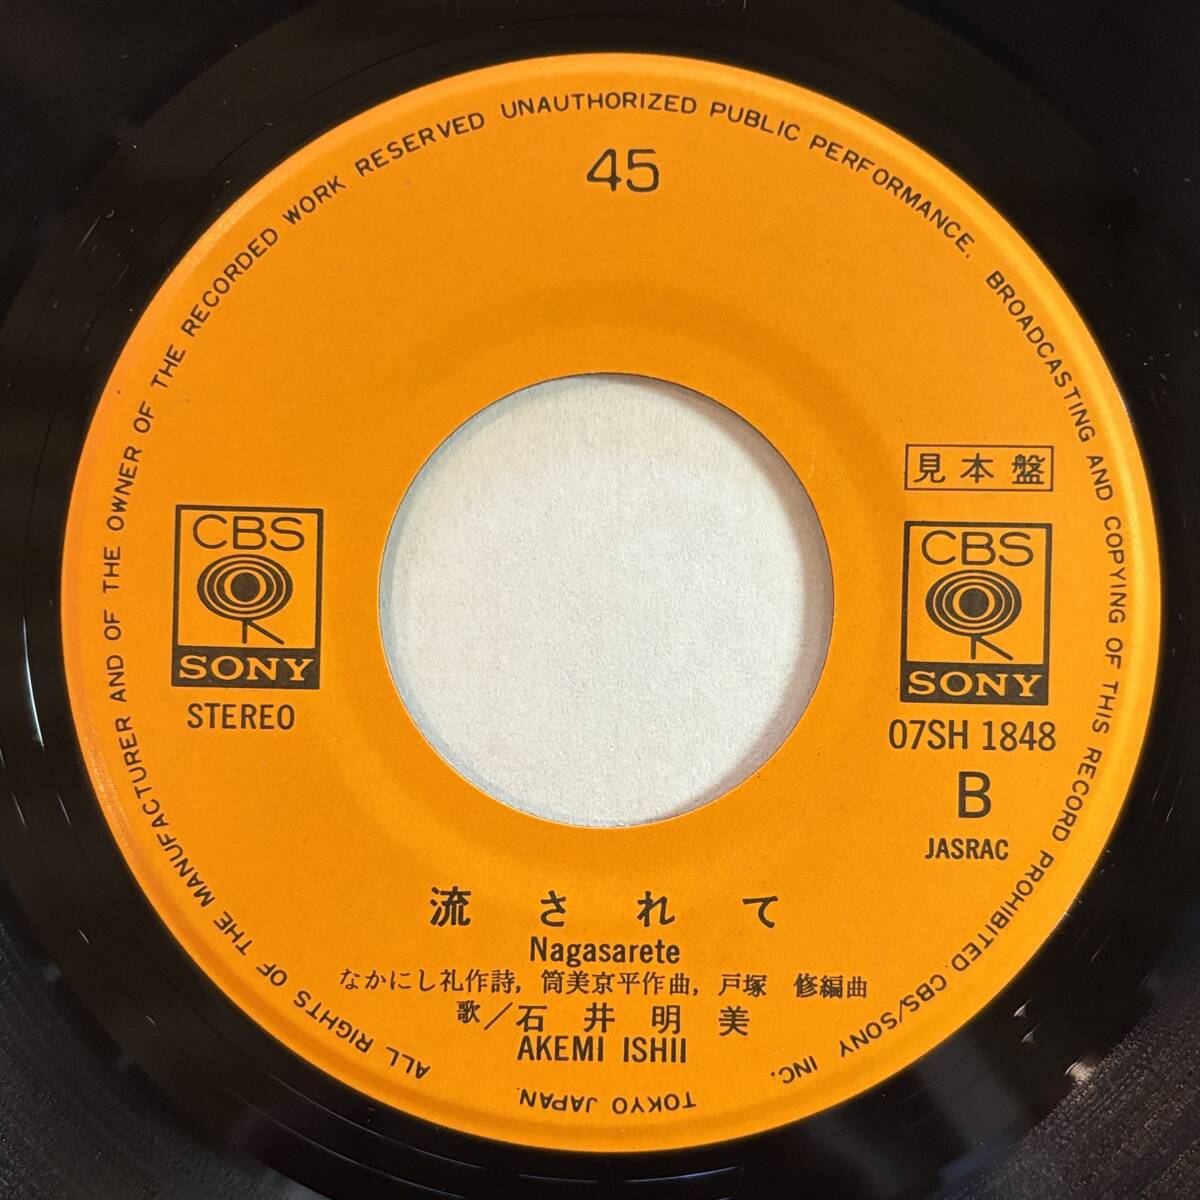 ALL RIGHTS OF THE MANUFACTURER AND OF THE OWNER OF THE RECORDED WORK RESERVED UNAUTHORIZED PUBLIC PERFORMANCE. BROADCASTING AND COPYING OF THIS RECORD PROHIBITED. CBS/SONY INC.
TOKYO JAPAN.
45
見本盤
CBS
SONY
STEREO
CBS
SONY
07SH 1848
B
JASRAC
流されて
Nagasarete
なかにし礼作詩, 筒美京平作曲, 戸塚 修編曲
歌/石井明美
AKEMI ISHII